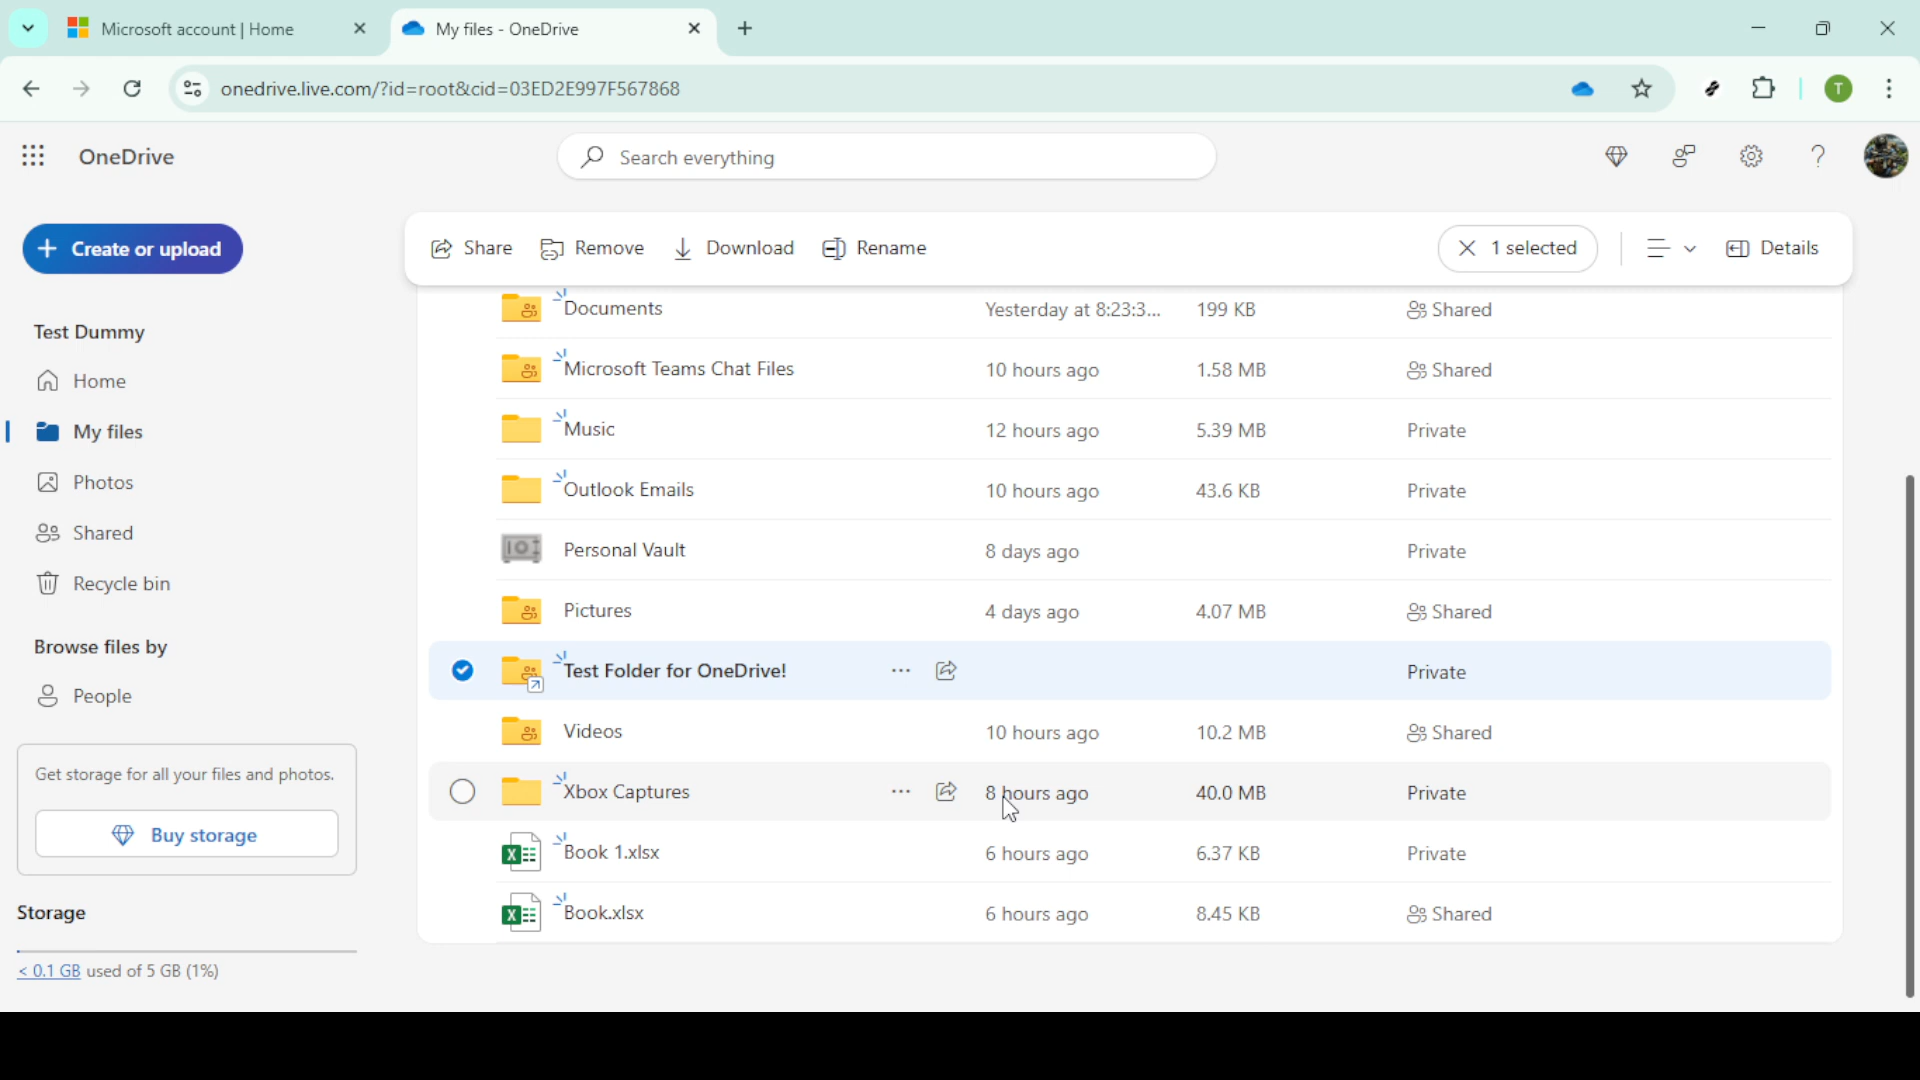 Microsoft account | Home
My files - OneDrive
onedrive.live.com/?id=root&cid=03ED2E997F567868
T
OneDrive
Search everything
Create or upload
Share Remove Download Rename 1 selected Details
Test Dummy
Home
My files
Photos
Shared
Recycle bin
Browse files by
People
Get storage for all your files and photos.
Buy storage
Storage
< 0.1 GB used of 5 GB (1%)
Documents Yesterday at 8:23:3... 199 KB Shared
Microsoft Teams Chat Files 10 hours ago 1.58 MB Shared
Music 12 hours ago 5.39 MB Private
Outlook Emails 10 hours ago 43.6 KB Private
Personal Vault 8 days ago Private
Pictures 4 days ago 4.07 MB Shared
Test Folder for OneDrive! Private
Videos 10 hours ago 10.2 MB Shared
Xbox Captures 8 hours ago 40.0 MB Private
Book 1.xlsx 6 hours ago 6.37 KB Private
Book.xlsx 6 hours ago 8.45 KB Shared